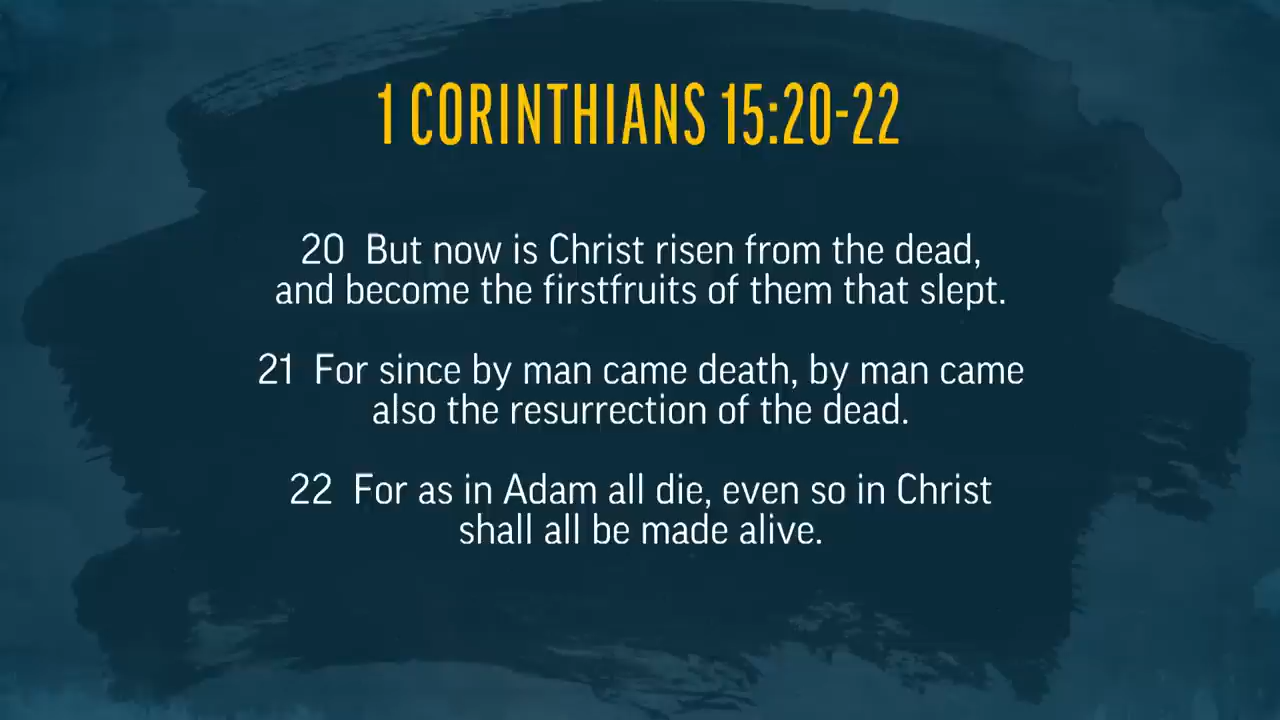 1 CORINTHIANS 15:20-22
20 But now is Christ risen from the dead,
and become the firstfruits of them that slept.
21 For since by man came death, by man came
also the resurrection of the dead.
22 For as in Adam all die, even so in Christ
shall all be made alive.